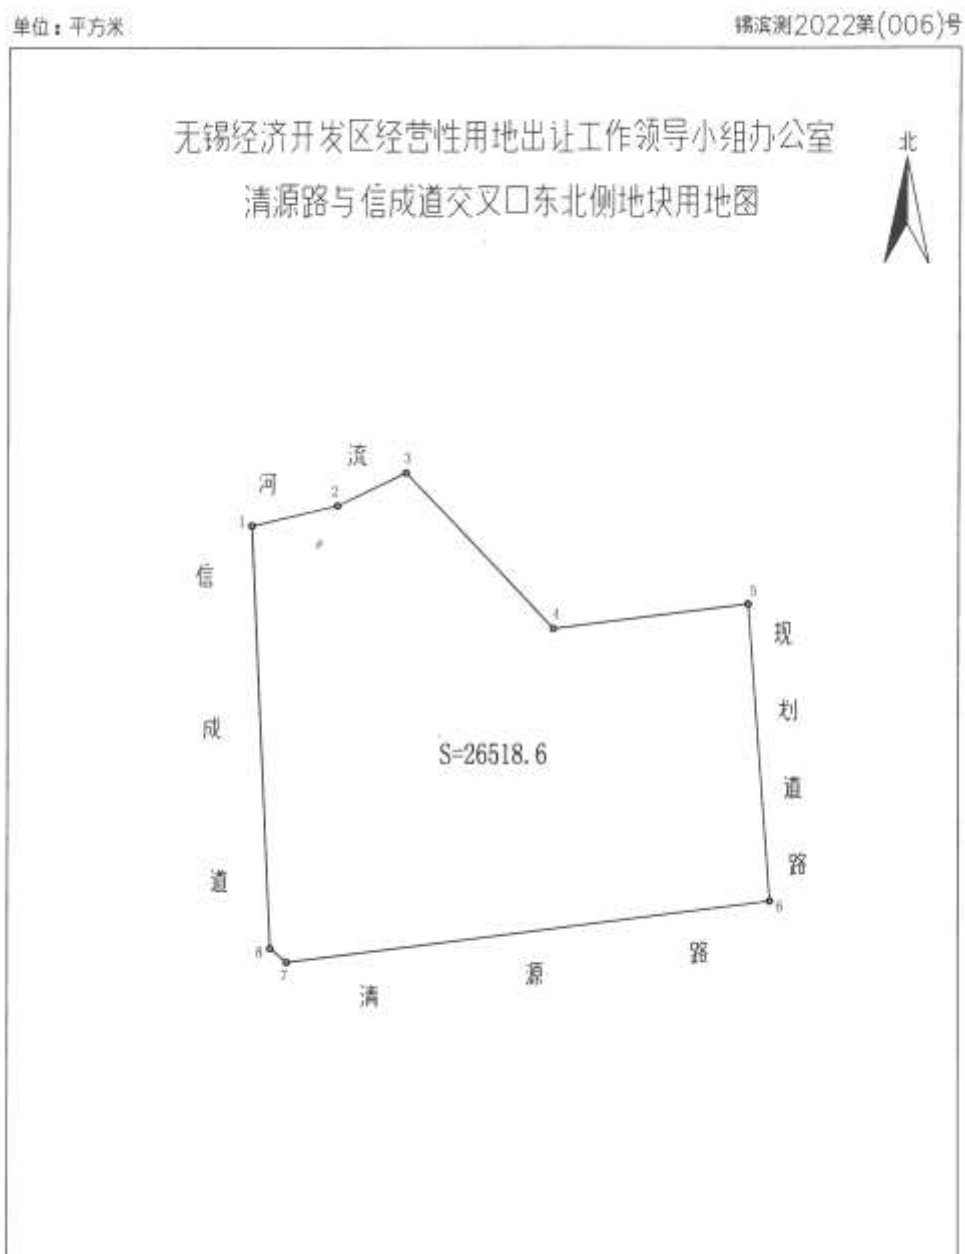 单位：平方米
锡滨测2022第(006)号
无锡经济开发区经营性用地出让工作领导小组办公室
清源路与信成道交叉口东北侧地块用地图
北
河流
1
2
3
4
5
6
7
8
信成道
现划道路
S=26518.6
清源路